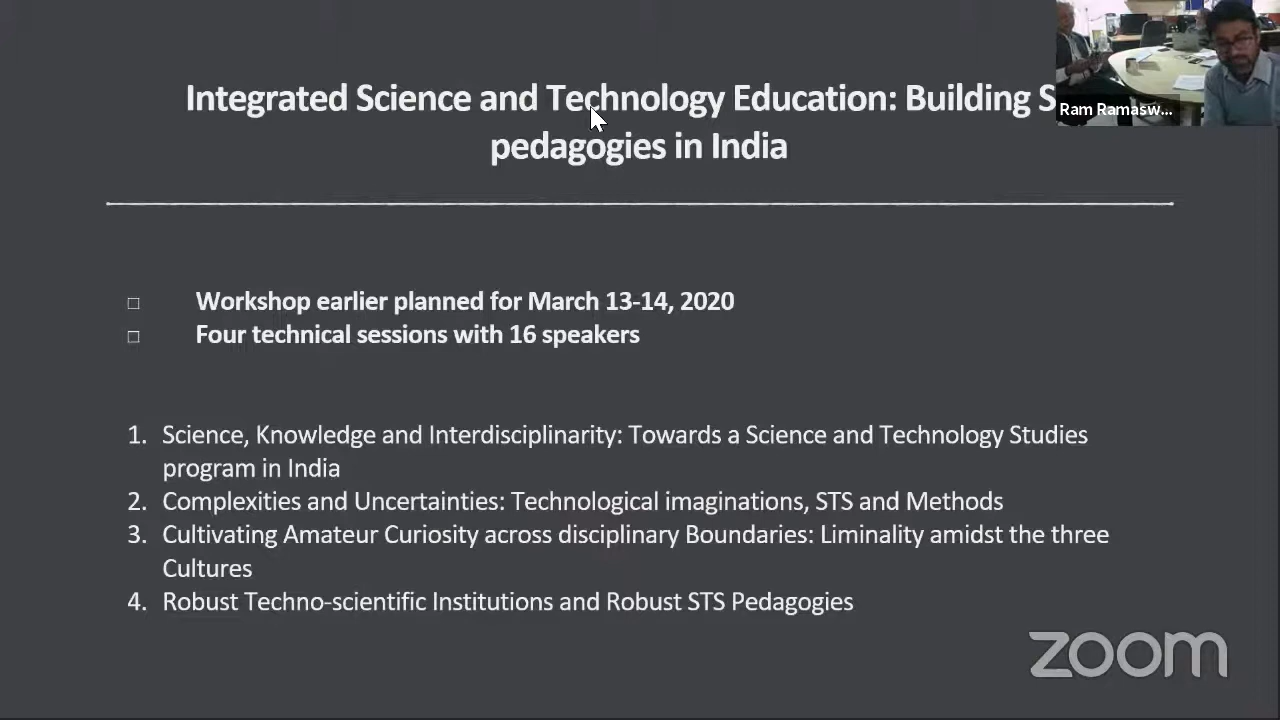 Integrated Science and Technology Education: Building S
pedagogies in India
Ram Ramasw...
Workshop earlier planned for March 13-14, 2020
Four technical sessions with 16 speakers
1. Science, Knowledge and Interdisciplinarity: Towards a Science and Technology Studies
program in India
2. Complexities and Uncertainties: Technological imaginations, STS and Methods
3. Cultivating Amateur Curiosity across disciplinary Boundaries: Liminality amidst the three
Cultures
4. Robust Techno-scientific Institutions and Robust STS Pedagogies
zoom